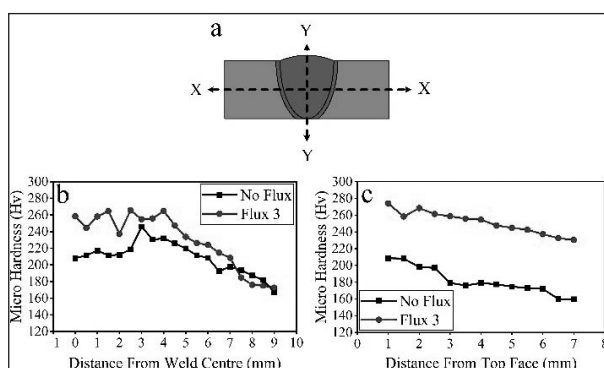 a
Y
X X
Y
b
300
280
260
240
220
200
180
160
140
120
Micro Hardness (Hv)
No Flux
Flux 3
1 0 1 2 3 4 5 6 7 8 9 10
Distance From Weld Centre (mm)
c
300
280
260
240
220
200
180
160
140
120
Micro Hardness (Hv)
No Flux
Flux 3
0 1 2 3 4 5 6 7 8
Distance From Top Face (mm)